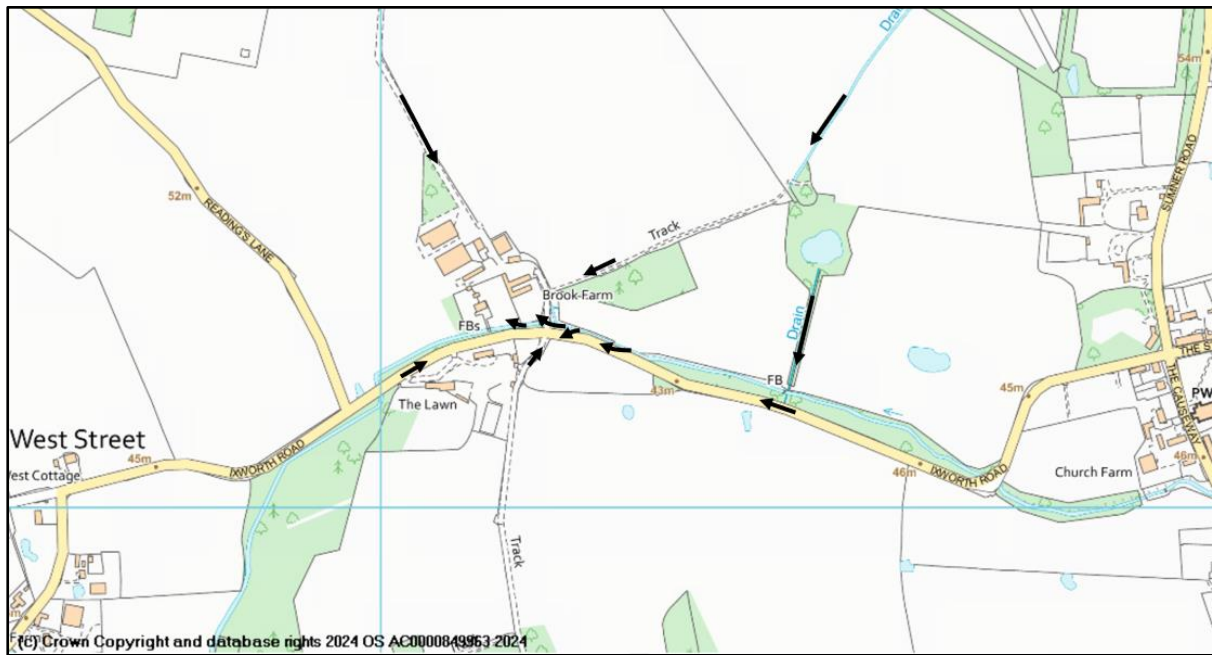 Drain
54m
SUMNER ROAD
52m
READING'S LANE
Track
Brook Farm
FBs
Drain
FB
43m
45m
THE S
THE CAUSEWAY
PW
The Lawn
West Street
45m
IXWORTH ROAD
46m
IXWORTH ROAD
Church Farm
46m
est Cottage
Track
m
(c) Crown Copyright and database rights 2024 OS AC0000849963 2024